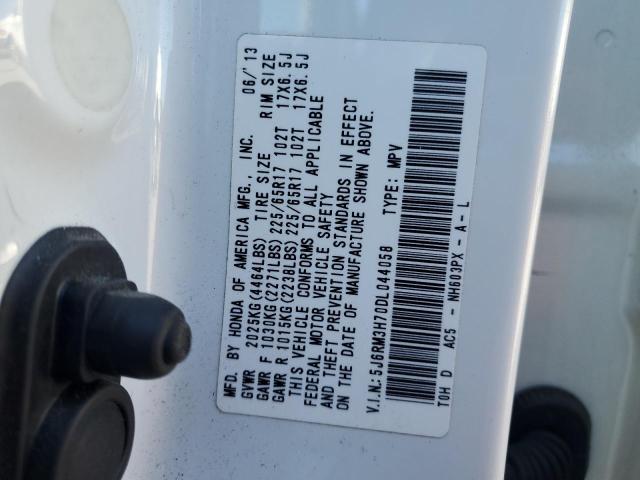 MFD. BY HONDA OF AMERICA MFG., INC. 06/'13
GVWR 2025KG(4464LBS) TIRE SIZE RIM SIZE
GAWR F 1030KG(2271LBS) 225/65R17 102T 17X6.5J
GAWR R 1015KG(2238LBS) 225/65R17 102T 17X6.5J
THIS VEHICLE CONFORMS TO ALL APPLICABLE
FEDERAL MOTOR VEHICLE SAFETY
AND THEFT PREVENTION STANDARDS IN EFFECT
ON THE DATE OF MANUFACTURE SHOWN ABOVE.
V.I.N.: 5J6RM3H70DL044058 TYPE: MPV
T0H D AC5 - NH603PX - A - L